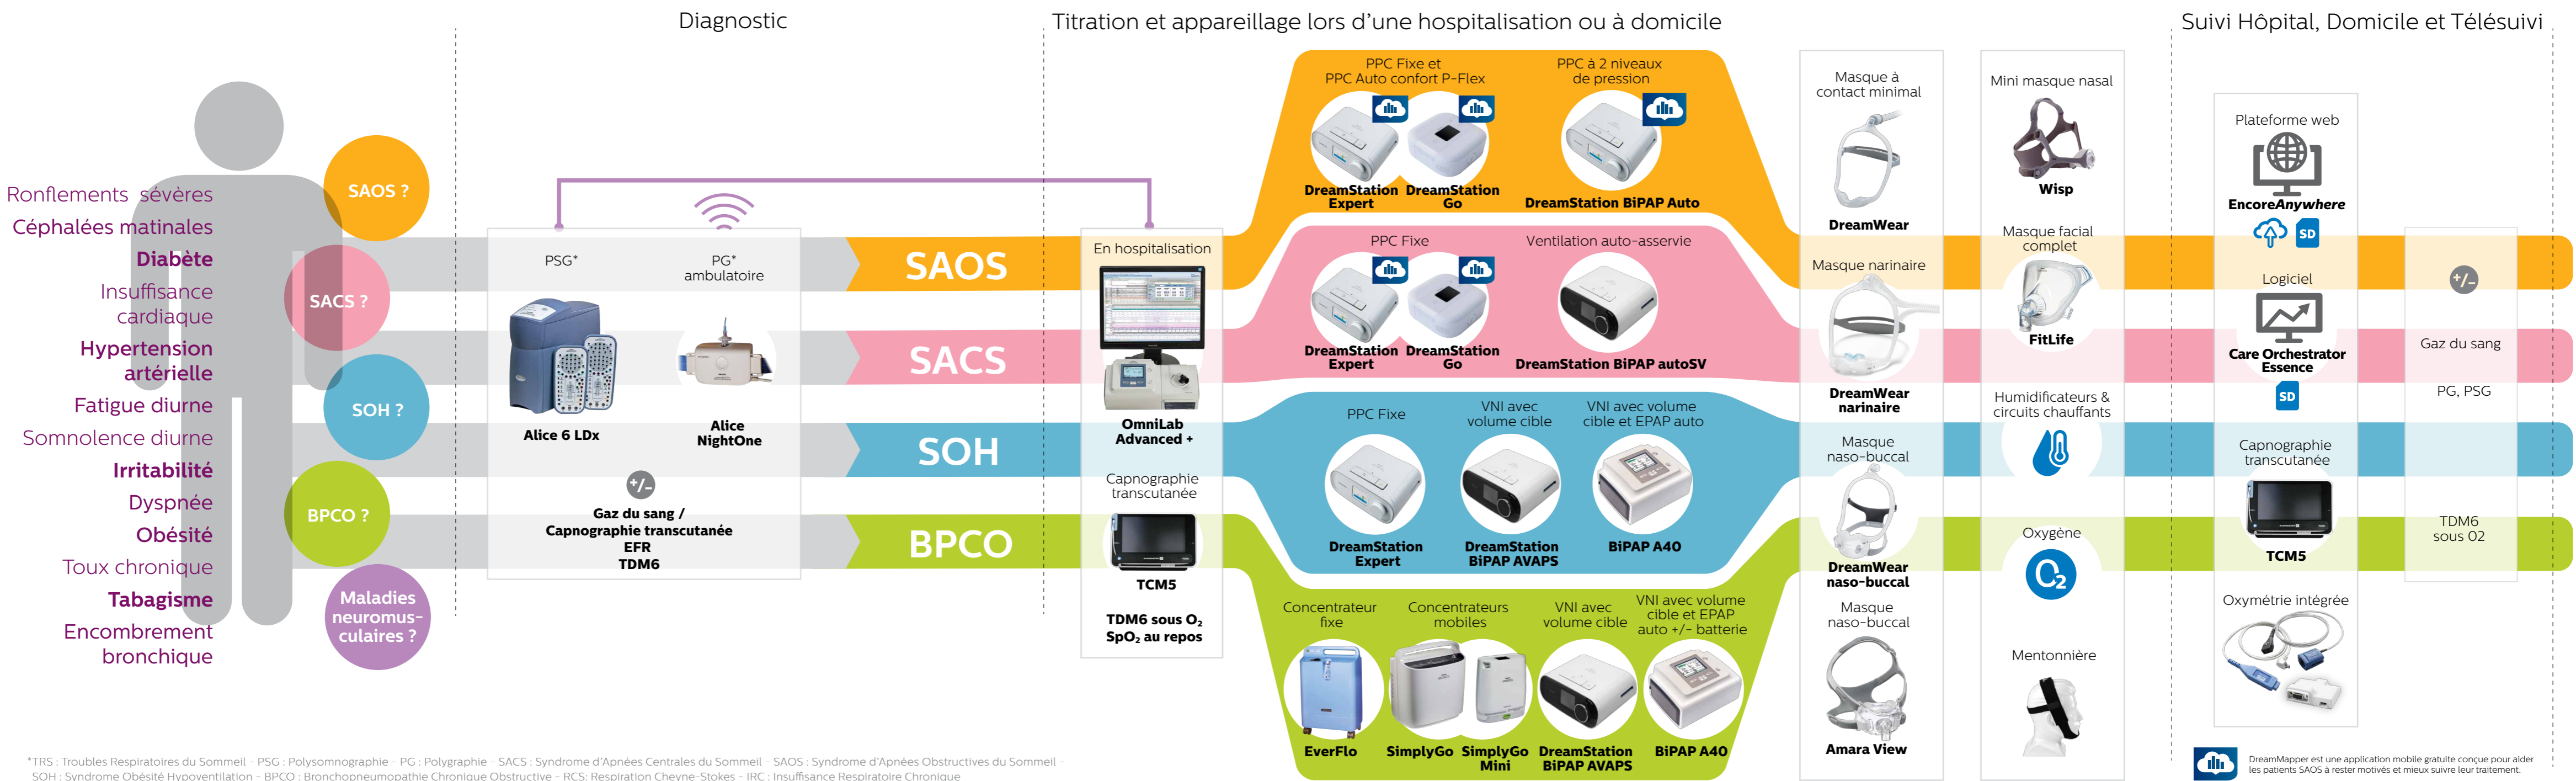 Diagnostic
Titration et appareillage lors d'une hospitalisation ou à domicile
Suivi Hôpital, Domicile et Télésuivi
Ronflements sévères
Céphalées matinales
Diabète
Insuffisance
cardiaque
Hypertension
artérielle
Fatigue diurne
Somnolence diurne
Irritabilité
Dyspnée
Obésité
Toux chronique
Tabagisme
Encombrement
bronchique
SAOS ?
SACS ?
SOH ?
BPCO ?
Maladies
neuromus-
culaires ?
PSG*
Alice 6 LDx
PG*
ambulatoire
Alice
NightOne
+/-
Gaz du sang /
Capnographie transcutanée
EFR
TDM6
SAOS
SACS
SOH
BPCO
En hospitalisation
OmniLab
Advanced +
Capnographie
transcutanée
TCM5
TDM6 sous O₂
SpO₂ au repos
PPC Fixe et
PPC Auto confort P-Flex
DreamStation
Expert
DreamStation
Go
PPC à 2 niveaux
de pression
DreamStation BiPAP Auto
PPC Fixe
DreamStation
Expert
DreamStation
Go
Ventilation auto-asservie
DreamStation BiPAP autoSV
PPC Fixe
DreamStation
Expert
VNI avec
volume cible
DreamStation
BiPAP AVAPS
VNI avec volume
cible et EPAP auto
BiPAP A40
Concentrateur
fixe
EverFlo
Concentrateurs
mobiles
SimplyGo
SimplyGo
Mini
VNI avec
volume cible
DreamStation
BiPAP AVAPS
VNI avec volume
cible et EPAP
auto +/- batterie
BiPAP A40
Masque à
contact minimal
DreamWear
Masque narinaire
DreamWear
narinaire
Masque
naso-buccal
DreamWear
naso-buccal
Masque
naso-buccal
Amara View
Mini masque nasal
Wisp
Masque facial
complet
FitLife
Humidificateurs &
circuits chauffants
Oxygène
O₂
Mentonnière
Plateforme web
EncoreAnywhere
SD
Logiciel
Care Orchestrator
Essence
SD
Capnographie
transcutanée
TCM5
Oxymétrie intégrée
+/-
Gaz du sang
PG, PSG
TDM6
sous 02
*TRS : Troubles Respiratoires du Sommeil - PSG : Polysomnographie - PG : Polygraphie - SACS : Syndrome d'Apnées Centrales du Sommeil - SAOS : Syndrome d'Apnées Obstructives du Sommeil -
SOH : Syndrome Obésité Hypoventilation - BPCO : Bronchopneumopathie Chronique Obstructive - RCS: Respiration Cheyne-Stokes - IRC : Insuffisance Respiratoire Chronique
DreamMapper est une application mobile gratuite conçue pour aider
les patients SAOS à rester motivés et mieux suivre leur traitement.